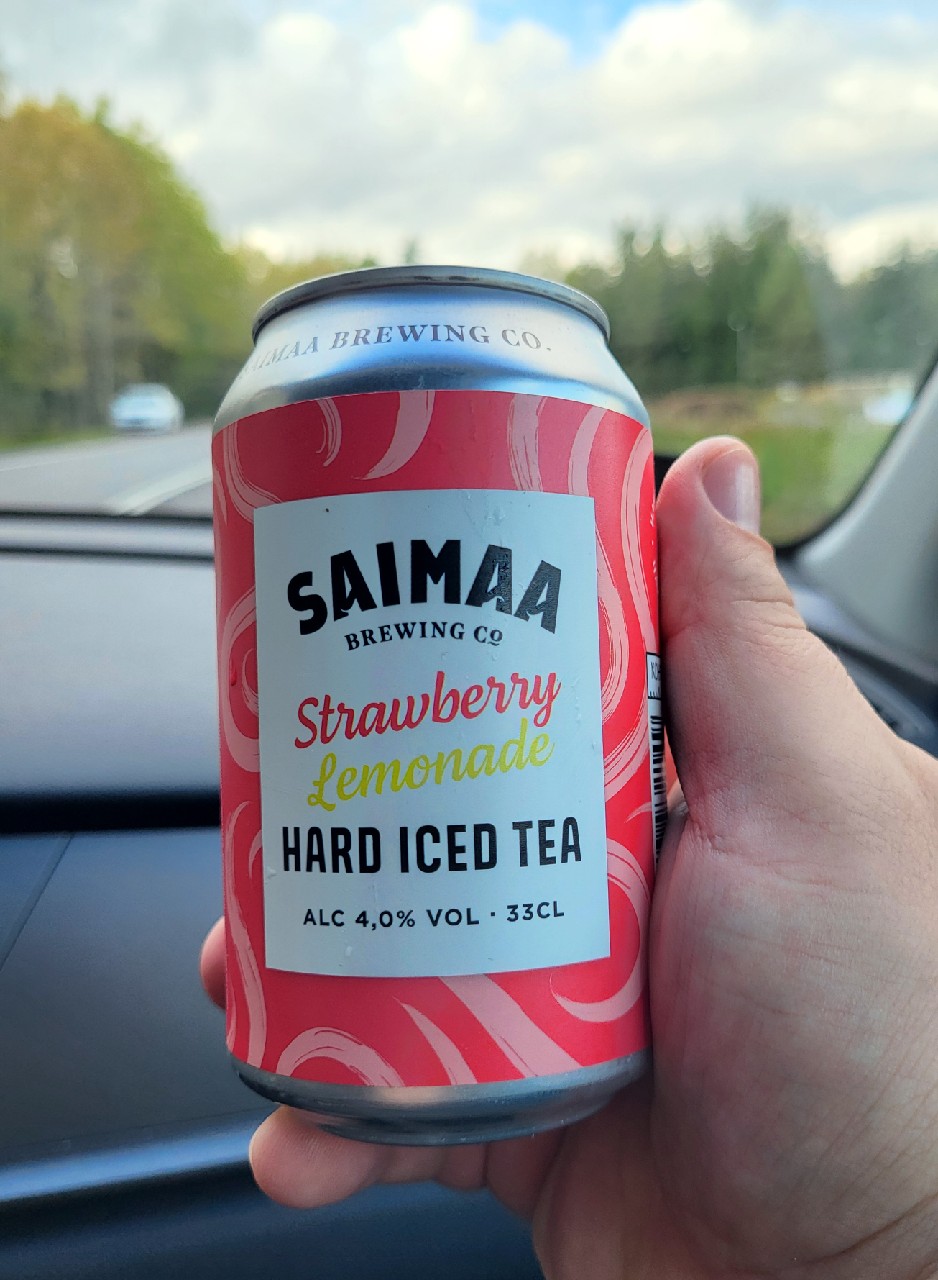 SAIMAA BREWING CO.
SAIMAA
BREWING Co
Strawberry
Lemonade
HARD ICED TEA
ALC 4,0% VOL · 33CL